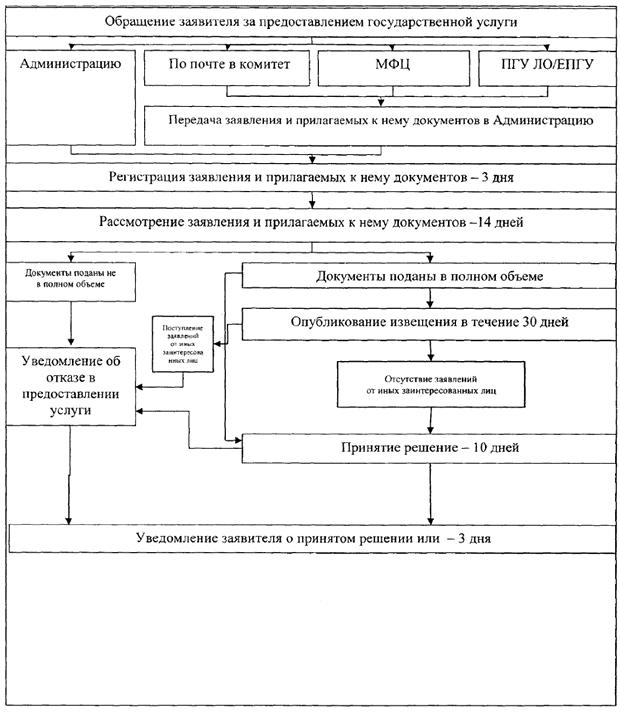 Обращение заявителя за предоставлением государственной услуги
Администрацию
По почте в комитет
МФЦ
ПГУ ЛО/ЕПГУ
Передача заявления и прилагаемых к нему документов в Администрацию
Регистрация заявления и прилагаемых к нему документов – 3 дня
Рассмотрение заявления и прилагаемых к нему документов –14 дней
Документы поданы не
в полном объеме
Документы поданы в полном объеме
Опубликование извещения в течение 30 дней
Поступление
заявлений
от иных
заинтересова
нных лиц
Уведомление об
отказе в
предоставлении
услуги
Отсутствие заявлений
от иных заинтересованных лиц
Принятие решение – 10 дней
Уведомление заявителя о принятом решении или – 3 дня